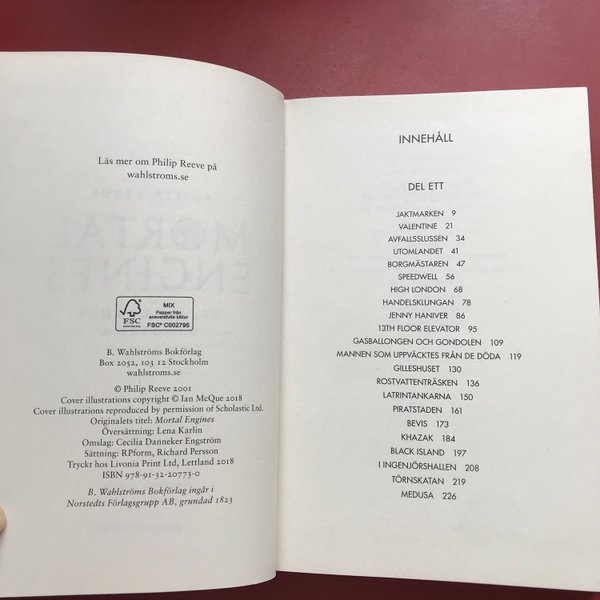 Läs mer om Philip Reeve på
wahlstroms.se
FSC
www.fsc.org
MIX
Papper från
ansvarsfulla källor
FSC® C002795
B. Wahlströms Bokförlag
Box 2052, 103 12 Stockholm
wahlstroms.se
© Philip Reeve 2001
Cover illustrations copyright © Ian McQue 2018
Cover illustrations reproduced by permission of Scholastic Ltd.
Originalets titel: Mortal Engines
Översättning: Lena Karlin
Omslag: Cecilia Danneker Engström
Sättning: RPform, Richard Persson
Tryckt hos Livonia Print Ltd, Lettland 2018
ISBN 978-91-32-20773-0
B. Wahlströms Bokförlag ingår i
Norstedts Förlagsgrupp AB, grundad 1823
INNEHÅLL
DEL ETT
JAKTMARKEN 9
VALENTINE 21
AVFALLSSLUSSEN 34
UTOMLANDET 41
BORGMÄSTAREN 47
SPEEDWELL 56
HIGH LONDON 68
HANDELSKLUNGAN 78
JENNY HANIVER 86
13TH FLOOR ELEVATOR 95
GASBALLONGEN OCH GONDOLEN 109
MANNEN SOM UPPVÄCKTES FRÅN DE DÖDA 119
GILLESHUSET 130
ROSTVATTENTRÄSKEN 136
LATRINTANKARNA 150
PIRATSTADEN 161
BEVIS 173
KHAZAK 184
BLACK ISLAND 197
I INGENJÖRSHALLEN 208
TÖRNSKATAN 219
MEDUSA 226